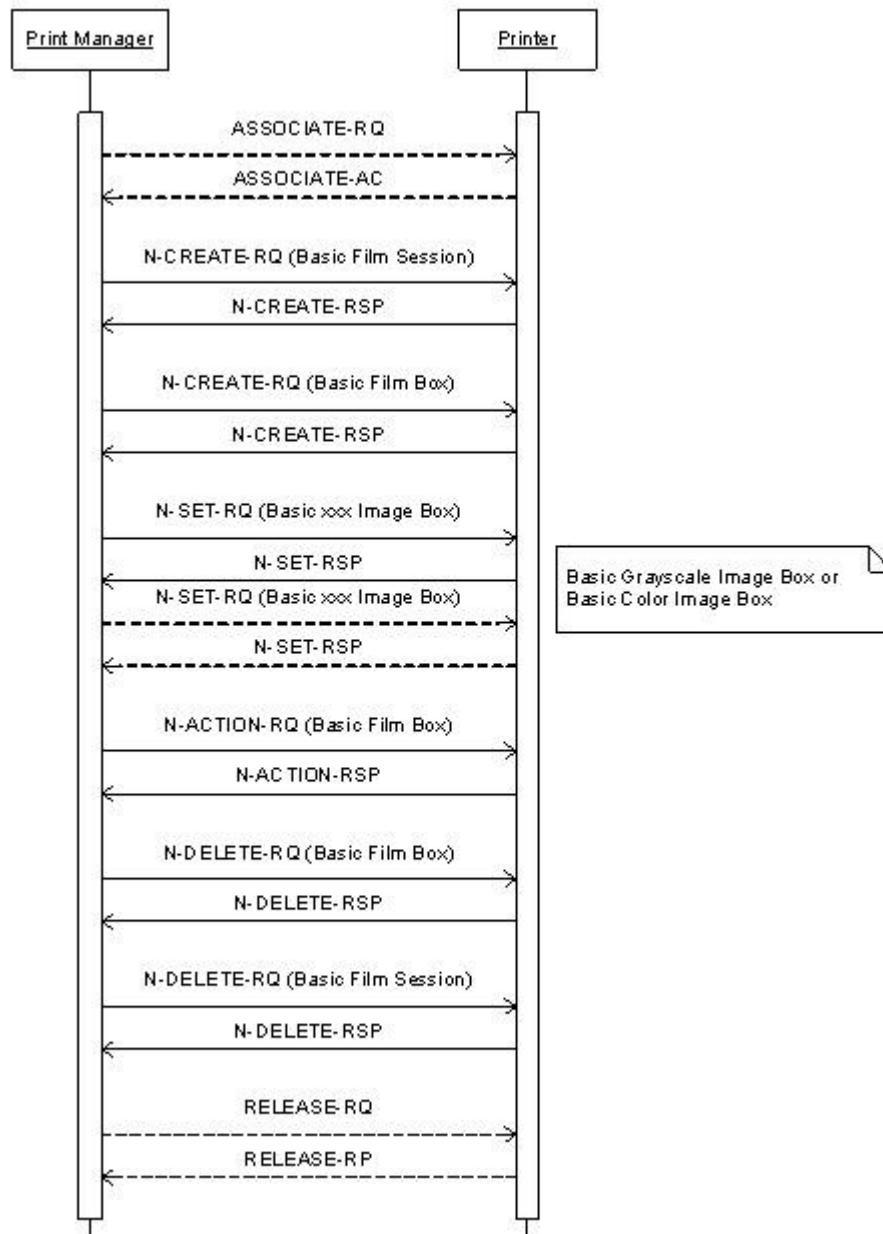 Print Manager
Printer
ASSOCIATE-RQ
ASSOCIATE-AC
N-CREATE-RQ (Basic Film Session)
N-CREATE-RSP
N-CREATE-RQ (Basic Film Box)
N-CREATE-RSP
N-SET-RQ (Basic xxx Image Box)
N-SET-RSP
N-SET-RQ (Basic xxx Image Box)
N-SET-RSP
Basic Grayscale Image Box or
Basic Color Image Box
N-ACTION-RQ (Basic Film Box)
N-ACTION-RSP
N-DELETE-RQ (Basic Film Box)
N-DELETE-RSP
N-DELETE-RQ (Basic Film Session)
N-DELETE-RSP
RELEASE-RQ
RELEASE-RP